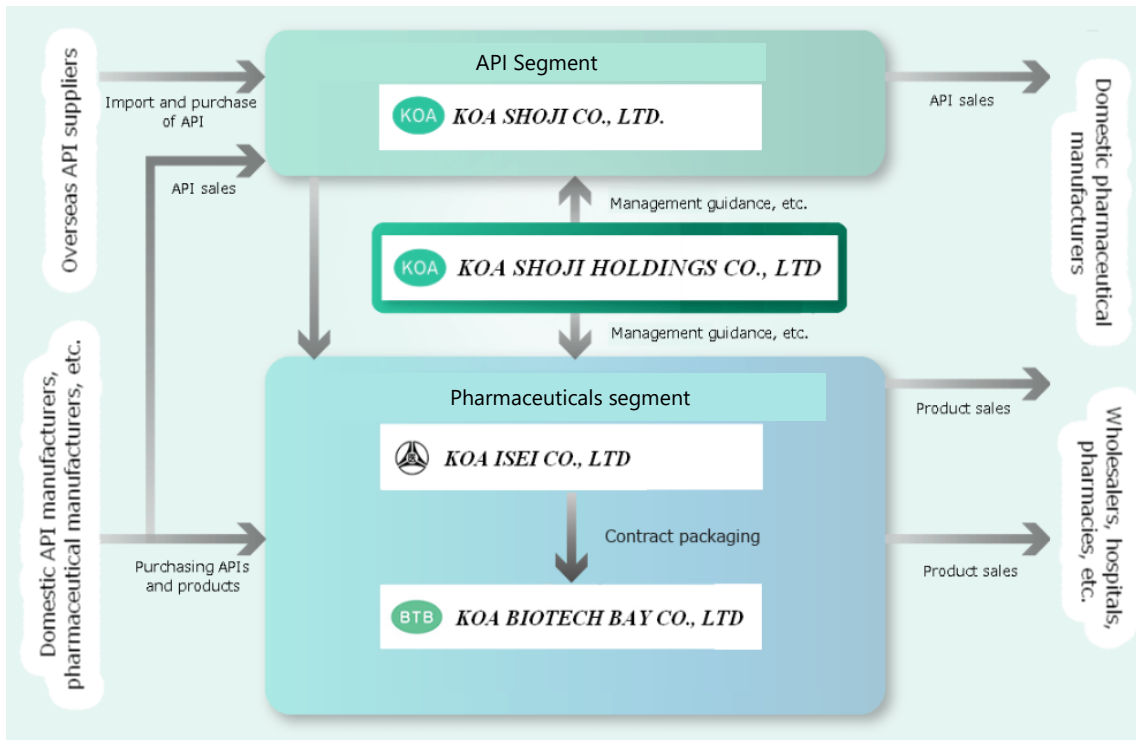 Overseas API suppliers
Import and purchase
of API
API sales
Domestic API manufacturers,
pharmaceutical manufacturers, etc.
Purchasing APIs
and products
API Segment
KOA KOA SHOJI CO., LTD.
Management guidance, etc.
KOA KOA SHOJI HOLDINGS CO., LTD
Management guidance, etc.
Pharmaceuticals segment
KOA ISEI CO., LTD
Contract packaging
BTB KOA BIOTECH BAY CO., LTD
API sales
Domestic pharmaceutical
manufacturers
Product sales
Product sales
Wholesalers, hospitals,
pharmacies, etc.